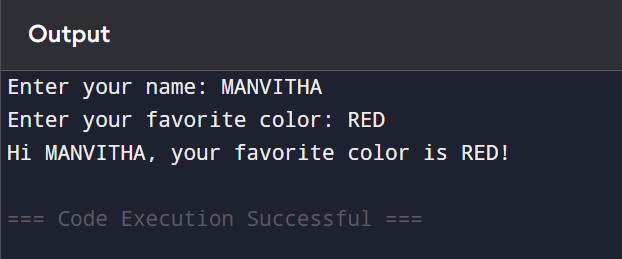 Output
Enter your name: MANVITHA
Enter your favorite color: RED
Hi MANVITHA, your favorite color is RED!
=== Code Execution Successful ===